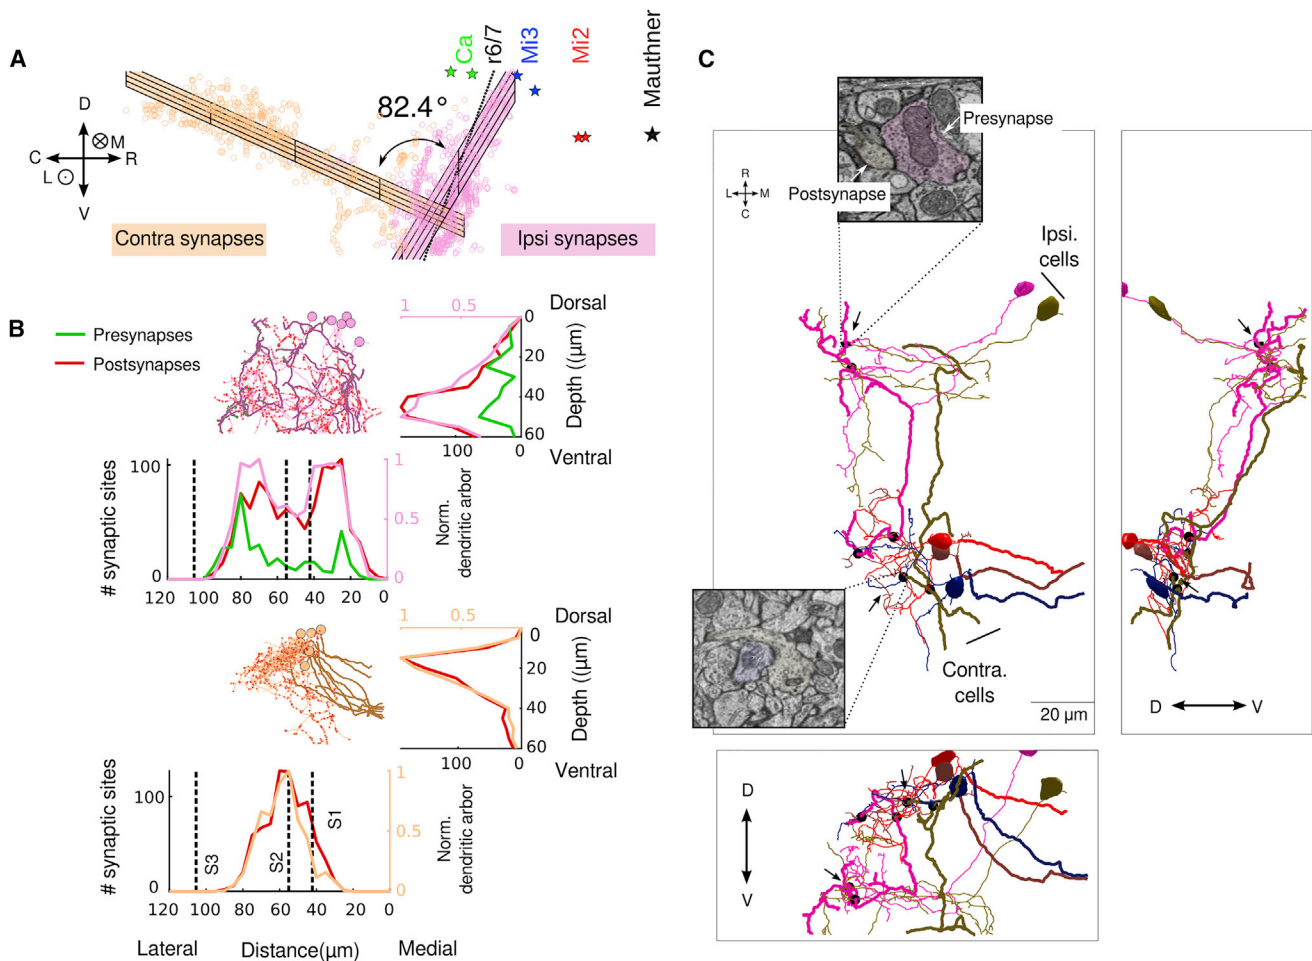 A
D
M
C
R
L
V
Contra synapses
82.4°
Ca
r6/7
Mi3
Mi2
Mauthner
Ipsi synapses
B
Presynapses
Postsynapses
1
0.5
Dorsal
0
20
40
60
Depth ((µm)
100
0
Ventral
# synaptic sites
100
0
1
0.5
0
Norm.
dendritic arbor
120 100 80 60 40 20 0
1
0.5
Dorsal
0
20
40
60
Depth ((µm)
100
0
Ventral
# synaptic sites
100
0
S3
S2
S1
1
0.5
0
Norm.
dendritic arbor
120 100 80 60 40 20 0
Lateral
Distance(µm)
Medial
C
R
L
M
C
Presynapse
Postsynapse
Ipsi.
cells
Contra.
cells
20 µm
D
V
D
V